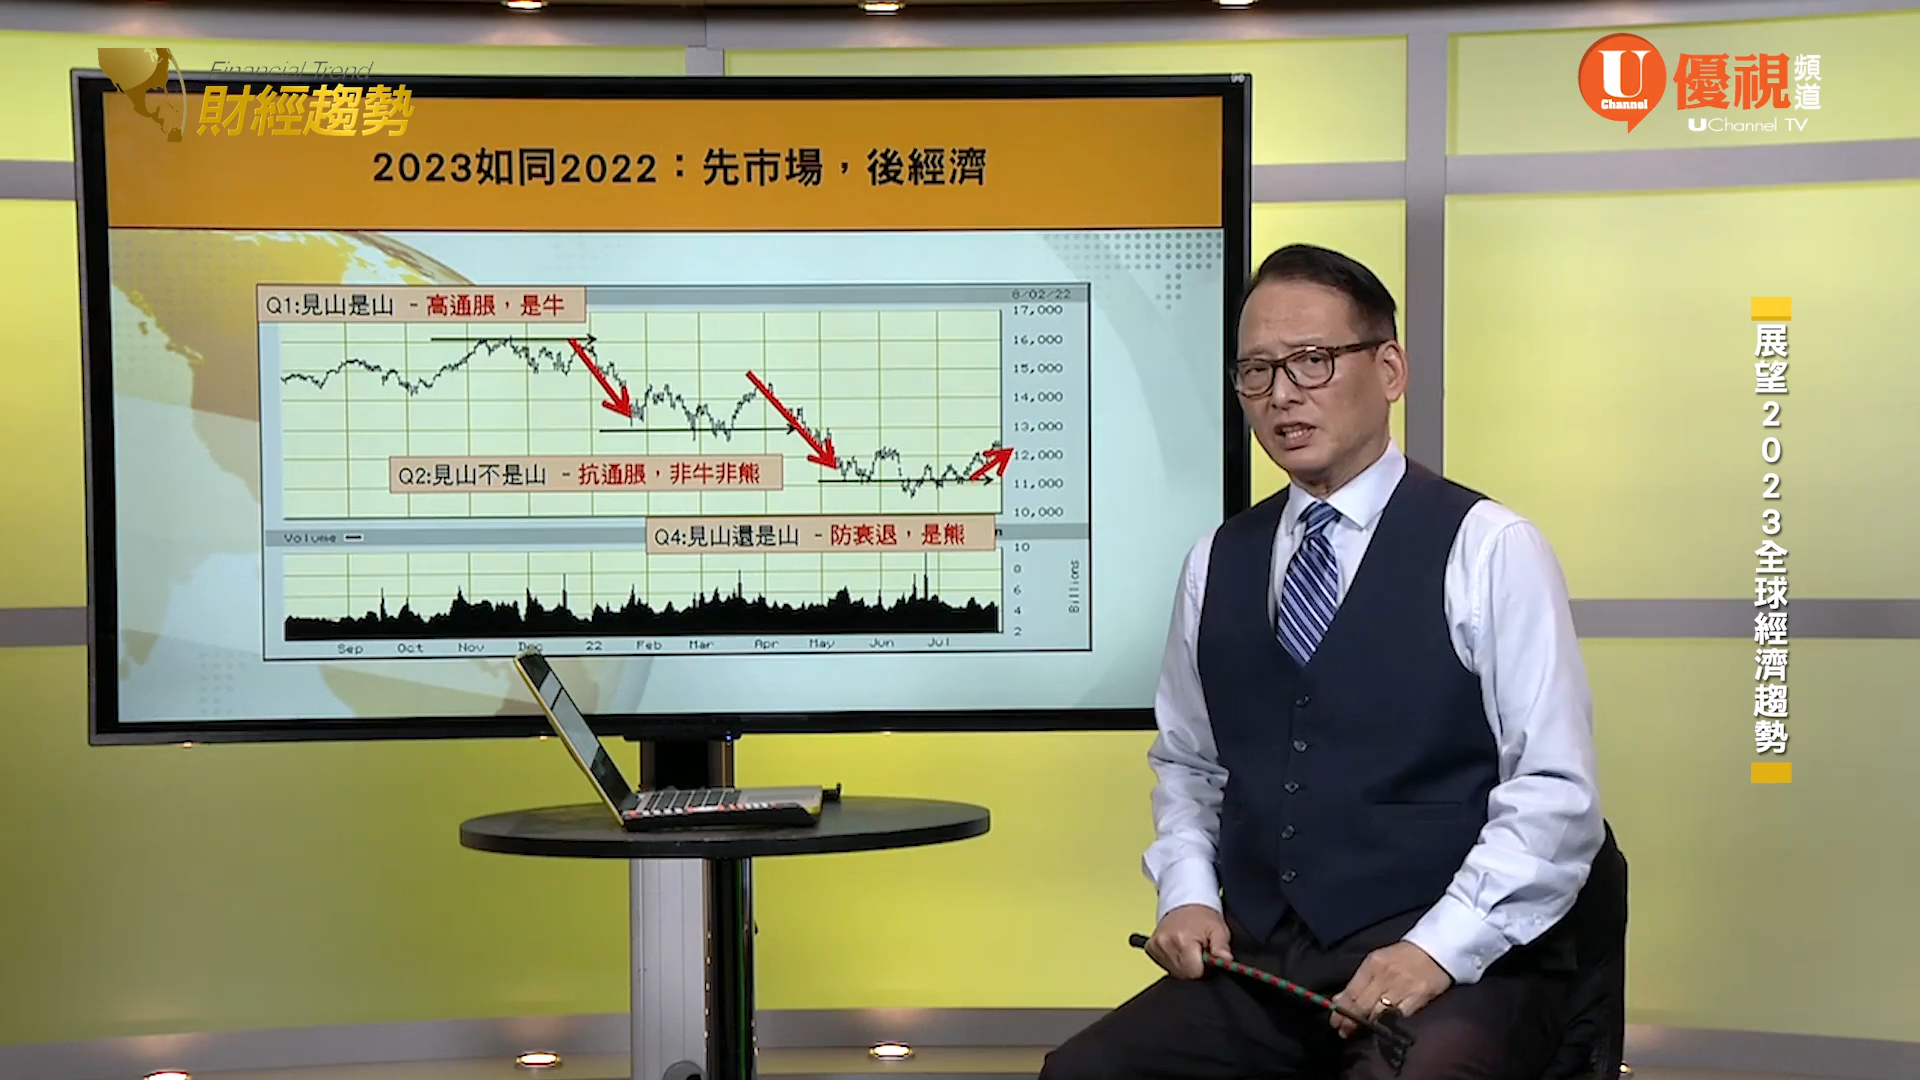 Financial Trend
財經趨勢
U
Channel
優視
頻道
UChannel TV
2023如同2022：先市場，後經濟
Q1:見山是山 - 高通脹，是牛
8/02/22
17,000
16,000
15,000
14,000
13,000
Q2:見山不是山 - 抗通脹，非牛非熊
12,000
11,000
10,000
Q4:見山還是山 - 防衰退，是熊
Volume
10
6
4
2
Billions
Sep Oct Nov Dec 22 Feb Mar Apr May Jun Jul
展望2023全球經濟趨勢